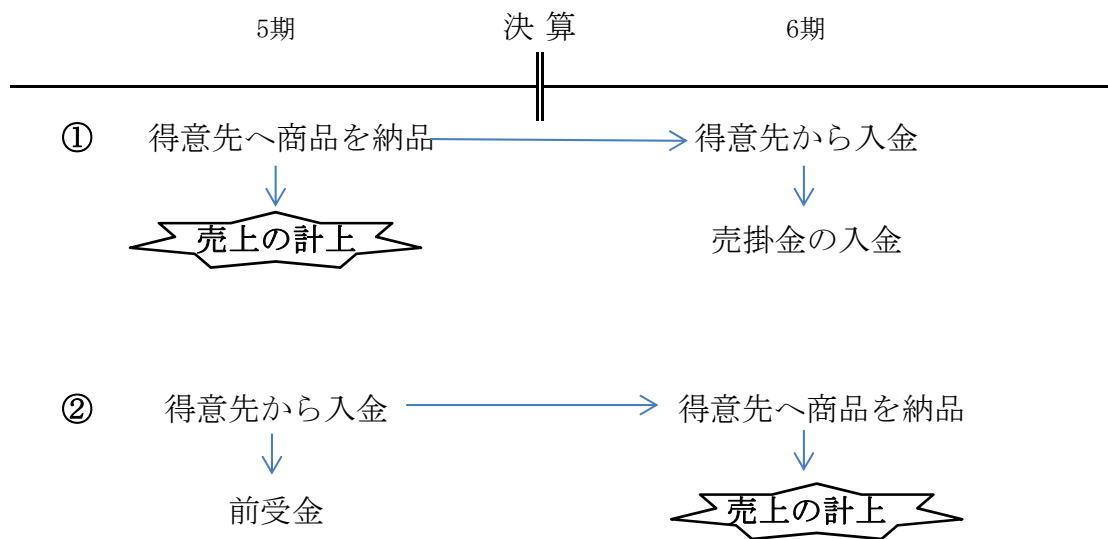 5期 決 算 6期
① 得意先へ商品を納品 得意先から入金
売上の計上 売掛金の入金
② 得意先から入金 得意先へ商品を納品
前受金 売上の計上